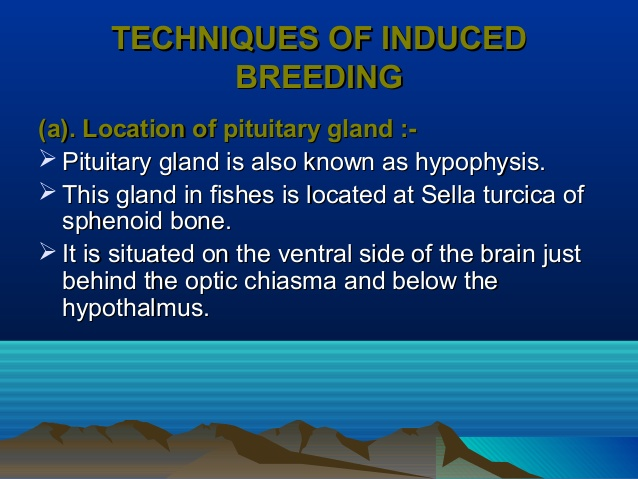 TECHNIQUES OF INDUCED
BREEDING
(a). Location of pituitary gland :-
➢ Pituitary gland is also known as hypophysis.
➢ This gland in fishes is located at Sella turcica of
sphenoid bone.
➢ It is situated on the ventral side of the brain just
behind the optic chiasma and below the
hypothalmus.